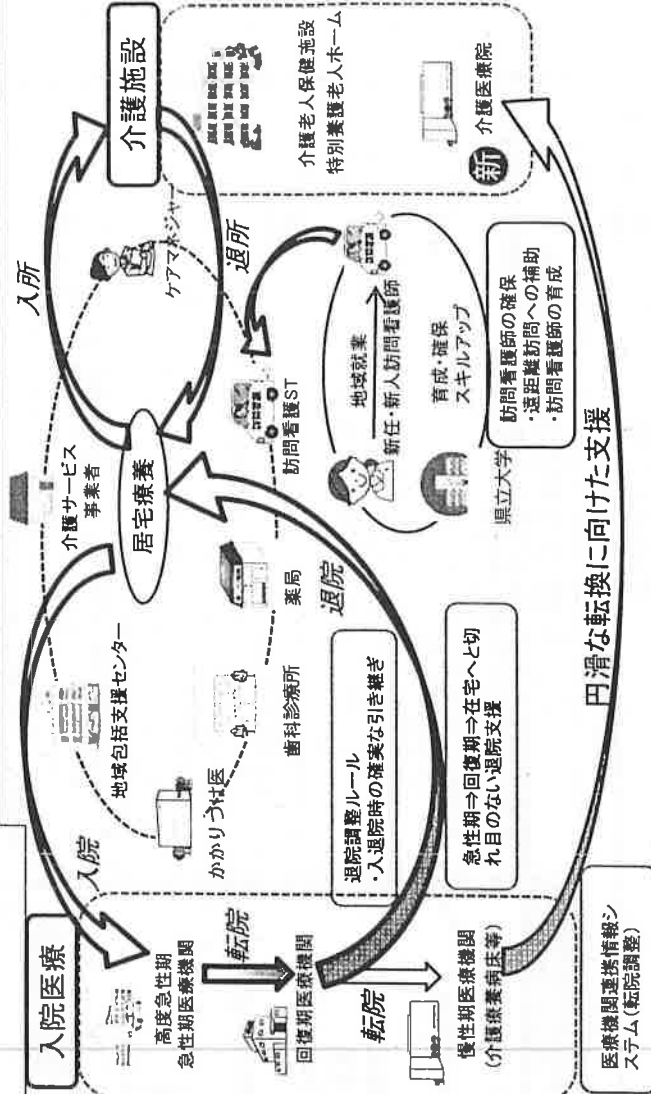 入院医療
高度急性期
急性期医療機関
転院
回復期医療機関
転院
慢性期医療機関
(介護療養病床等)
医療機関連携情報シ
ステム(転院調整)
入院
地域包括支援センター
かかりつけ医
歯科診療所
薬局
介護サービス
事業者
居宅療養
訪問看護ST
ケアマネジャー
入所
退所
退院
退院調整ルール
・入退院時の確実な引き継ぎ
急性期⇒回復期⇒在宅へと切
れ目のない退院支援
地域就業
新任・新人訪問看護師
育成・確保
スキルアップ
県立大学
訪問看護師の確保
・遠距離訪問への補助
・訪問看護師の育成
円滑な転換に向けた支援
介護施設
介護老人保健施設
特別養護老人ホーム
新
介護医療院